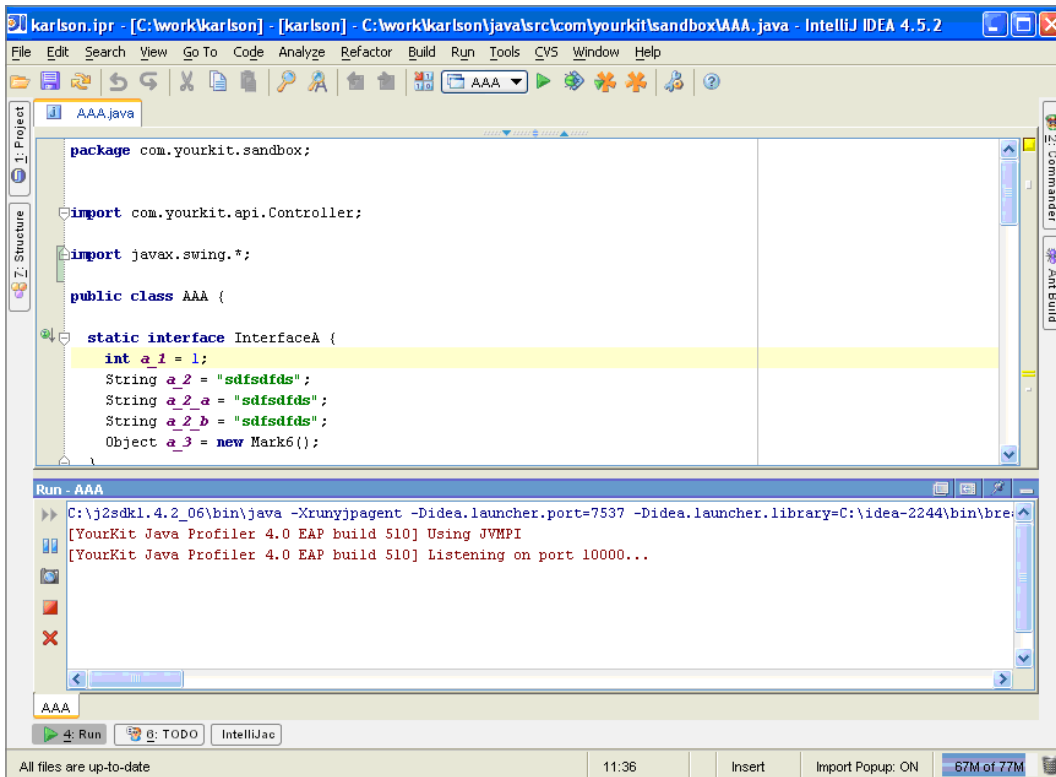 karlson.ipr - [C:\work\karlson] - [karlson] - C:\work\karlson\java\src\com\yourkit\sandbox\AAA.java - IntelliJ IDEA 4.5.2
File Edit Search View Go To Code Analyze Refactor Build Run Tools CVS Window Help
AAA
1: Project
7: Structure
AAA.java
package com.yourkit.sandbox;
import com.yourkit.api.Controller;
import javax.swing.*;
public class AAA {
static interface InterfaceA {
int a_1 = 1;
String a_2 = "sdfsdfds";
String a_2_a = "sdfsdfds";
String a_2_b = "sdfsdfds";
Object a_3 = new Mark6();
}
2: Commander
Ant Build
Run - AAA
C:\j2sdk1.4.2_06\bin\java -Xrunyjpagent -Didea.launcher.port=7537 -Didea.launcher.library=C:\idea-2244\bin\brea
[YourKit Java Profiler 4.0 EAP build 510] Using JVMPI
[YourKit Java Profiler 4.0 EAP build 510] Listening on port 10000...
AAA
4: Run 6: TODO IntelliJac
All files are up-to-date 11:36 Insert Import Popup: ON 67M of 77M